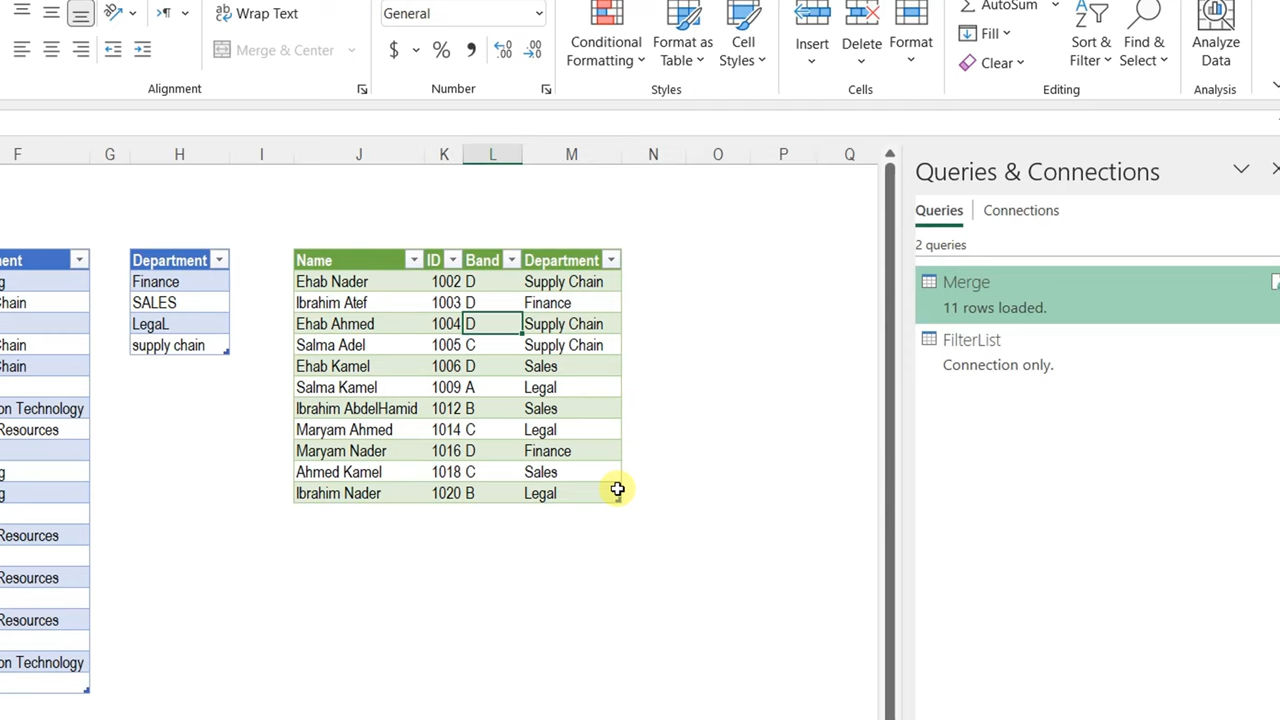 Wrap Text
General
AutoSum
Merge & Center
$ % 9
Conditional Formatting
Format as Table
Cell Styles
Insert
Delete
Format
Fill
Clear
Sort & Filter
Find & Select
Analyze Data
Alignment
Number
Styles
Cells
Editing
Analysis
F G H I J K L M N O P Q
ent
g
Chain
Chain
Chain
on Technology
Resources
g
g
Resources
Resources
Resources
on Technology
Department
Finance
SALES
LegaL
supply chain
Name ID Band Department
Ehab Nader 1002 D Supply Chain
Ibrahim Atef 1003 D Finance
Ehab Ahmed 1004 D Supply Chain
Salma Adel 1005 C Supply Chain
Ehab Kamel 1006 D Sales
Salma Kamel 1009 A Legal
Ibrahim AbdelHamid 1012 B Sales
Maryam Ahmed 1014 C Legal
Maryam Nader 1016 D Finance
Ahmed Kamel 1018 C Sales
Ibrahim Nader 1020 B Legal
Queries & Connections
Queries | Connections
2 queries
Merge
11 rows loaded.
FilterList
Connection only.